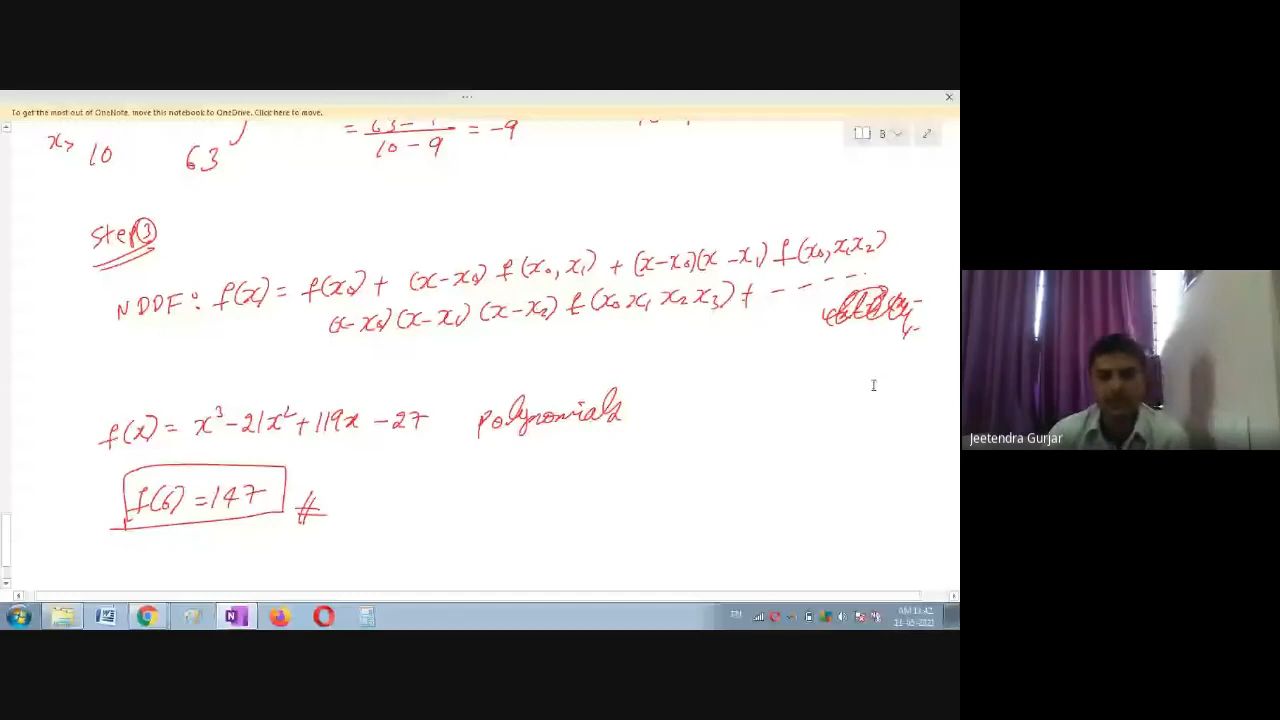 To get the most out of OneNote, move this notebook to OneDrive. Click here to move.
= 63- / 10 - 9 = -9
10 63
Step ③
NDDF: f(x) = f(x₀) + (x-x₀) f(x₀, x₁) + (x-x₀)(x-x₁) f(x₀, x₁ x₂)
(x-x₀)(x-x₁)(x-x₂) f(x₀ x₁ x₂ x₃) + - - - - -
f(x) = x³ - 21x² + 119x - 27 polynomials
f(6) = 147 #
Jeetendra Gurjar
EN